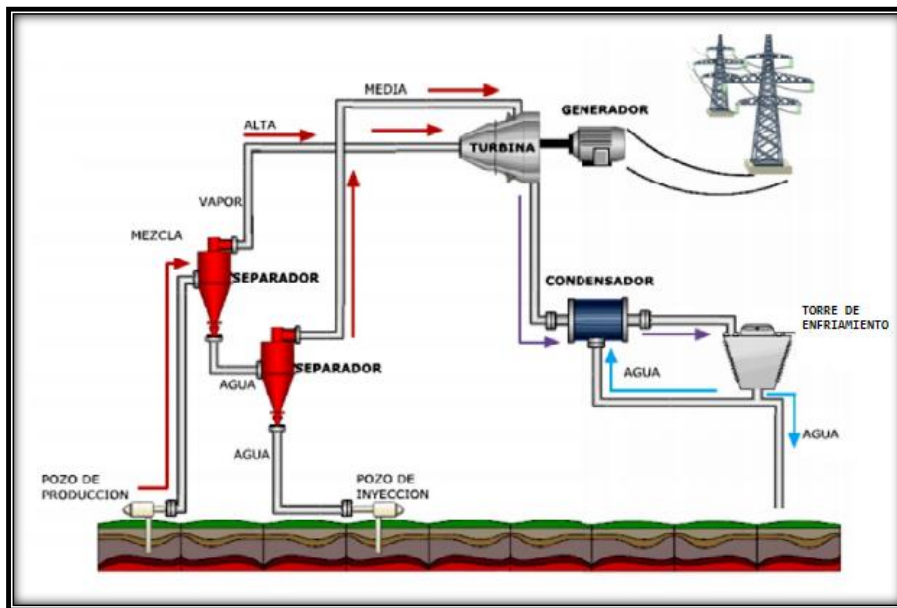 MEDIA
ALTA
GENERADOR
TURBINA
VAPOR
MEZCLA
SEPARADOR
CONDENSADOR
TORRE DE
ENFRIAMIENTO
SEPARADOR
AGUA
AGUA
AGUA
AGUA
POZO DE
PRODUCCION
POZO DE
INYECCION